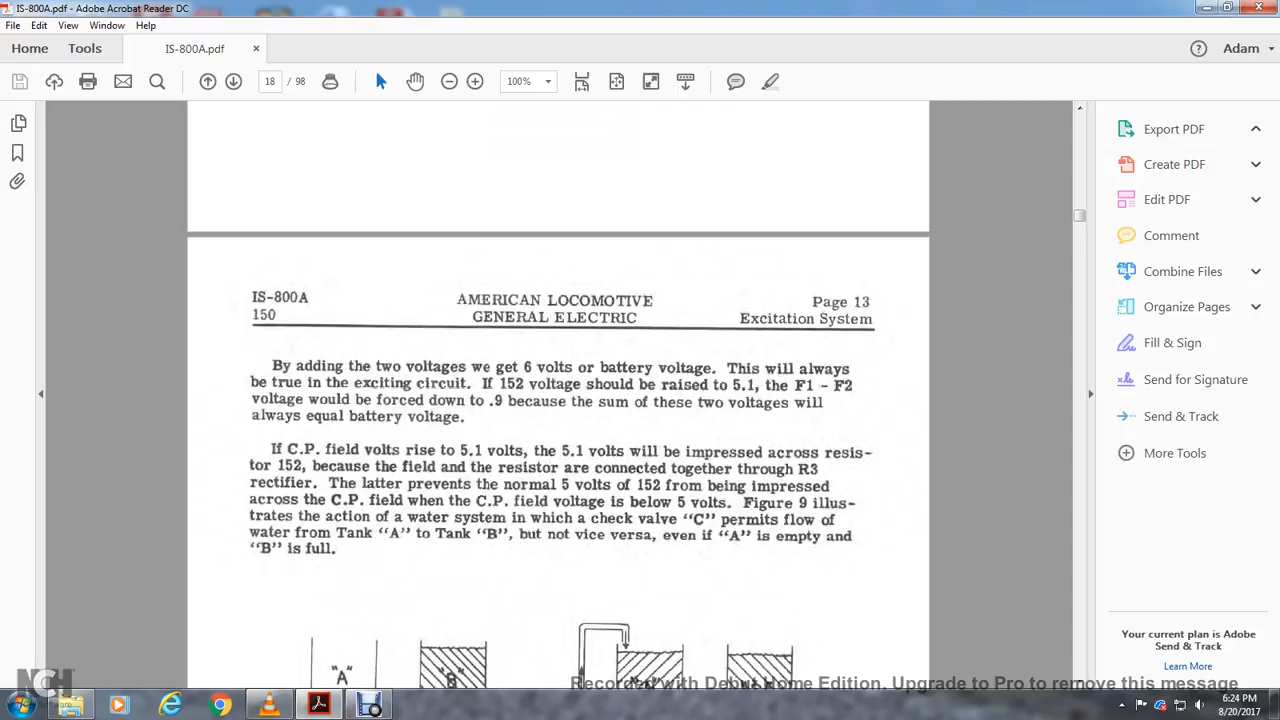 IS-800A.pdf - Adobe Acrobat Reader DC
File Edit View Window Help
Home Tools IS-800A.pdf × Adam
18 / 98 100%
Export PDF
Create PDF
Edit PDF
Comment
Combine Files
Organize Pages
Fill & Sign
Send for Signature
Send & Track
More Tools
Your current plan is Adobe
Send & Track
Learn More
IS-800A AMERICAN LOCOMOTIVE Page 13
150 GENERAL ELECTRIC Excitation System
By adding the two voltages we get 6 volts or battery voltage. This will always
be true in the exciting circuit. If 152 voltage should be raised to 5.1, the F1 - F2
voltage would be forced down to .9 because the sum of these two voltages will
always equal battery voltage.
If C.P. field volts rise to 5.1 volts, the 5.1 volts will be impressed across resis-
tor 152, because the field and the resistor are connected together through R3
rectifier. The latter prevents the normal 5 volts of 152 from being impressed
across the C.P. field when the C.P. field voltage is below 5 volts. Figure 9 illus-
trates the action of a water system in which a check valve "C" permits flow of
water from Tank "A" to Tank "B", but not vice versa, even if "A" is empty and
"B" is full.
"A" "B"
Recorded with Debut Home Edition. Upgrade to Pro to remove this message
NCH Software
6:24 PM
8/20/2017